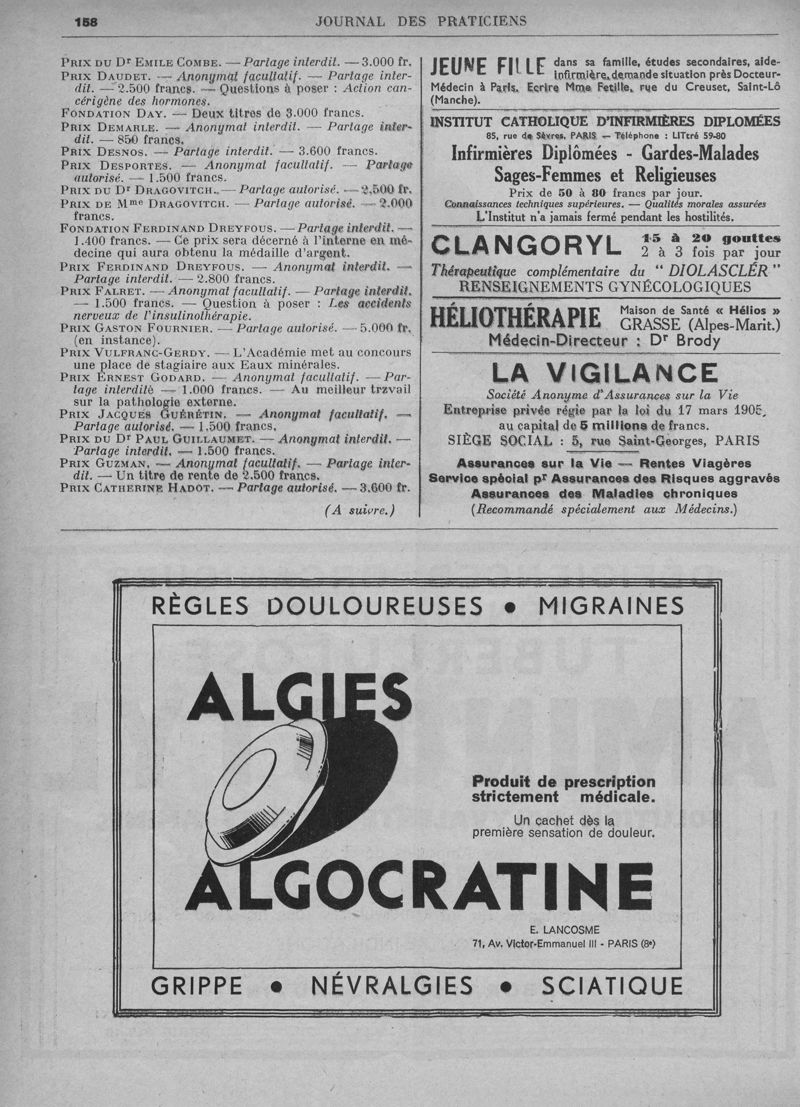 158
JOURNAL DES PRATICIENS
PRIX DU Dr EMILE COMBE. — Partage interdit. — 3.000 fr.
PRIX DAUDET. — Anonymat facultatif. — Partage inter-
dit. — 2.500 francs. — Questions à poser : Action can-
cérigène des hormones.
FONDATION DAY. — Deux titres de 3.000 francs.
PRIX DEMARLE. — Anonymat interdit. — Partage inter-
dit. — 850 francs.
PRIX DESNOS. — Partage interdit. — 3.600 francs.
PRIX DESPORTES. — Anonymat facultatif. — Partage
autorisé. — 1.500 francs.
PRIX DU Dr DRAGOVITCH. — Partage autorisé. — 2.500 fr.
PRIX DE Mme DRAGOVITCH. — Partage autorisé. — 2.000
francs.
FONDATION FERDINAND DREYFOUS. — Partage interdit. —
1.400 francs. — Ce prix sera décerné à l'interne en mé-
decine qui aura obtenu la médaille d'argent.
PRIX FERDINAND DREYFOUS. — Anonymat interdit. —
Partage interdit. — 2.800 francs.
PRIX FALRET. — Anonymat facultatif. — Partage interdit.
— 1.500 francs. — Question à poser : Les accidents
nerveux de l'insulinothérapie.
PRIX GASTON FOURNIER. — Partage autorisé. — 5.000 fr.
(en instance).
PRIX VULFRANC-GERDY. — L'Académie met au concours
une place de stagiaire aux Eaux minérales.
PRIX ERNEST GODARD. — Anonymat facultatif. — Par-
tage interditè — 1.000 francs. — Au meilleur trzvail
sur la pathologie externe.
PRIX JACQUES GUÉRÉTIN. — Anonymat facultatif. —
Partage autorisé. — 1.500 francs.
PRIX DU Dr PAUL GUILLAUMET. — Anonymat interdit. —
Partage interdit. — 1.500 francs.
PRIX GUZMAN. — Anonymat facultatif. — Partage inter-
dit. — Un titre de rente de 2.500 francs.
PRIX CATHERINE HADOT. — Partage autorisé. — 3.600 fr.
(A suivre.)
JEUNE FILLE dans sa famille, études secondaires, aide-
infirmière, demande situation près Docteur-
Médecin à Paris. Ecrire Mme Fetille, rue du Creuset, Saint-Lô
(Manche).
INSTITUT CATHOLIQUE D'INFIRMIÈRES DIPLOMÉES
85, rue de Sèvres, PARIS — Téléphone : LITtré 59-80
Infirmières Diplômées - Gardes-Malades
Sages-Femmes et Religieuses
Prix de 50 à 80 francs par jour.
Connaissances techniques supérieures. — Qualités morales assurées
L'Institut n'a jamais fermé pendant les hostilités.
CLANGORYL 15 à 20 gouttes
2 à 3 fois par jour
Thérapeutique complémentaire du " DIOLASCLÉR "
RENSEIGNEMENTS GYNÉCOLOGIQUES
HÉLIOTHÉRAPIE Maison de Santé « Hélios »
GRASSE (Alpes-Marit.)
Médecin-Directeur : Dr Brody
LA VIGILANCE
Société Anonyme d'Assurances sur la Vie
Entreprise privée régie par la loi du 17 mars 1905,
au capital de 5 millions de francs.
SIÈGE SOCIAL : 5, rue Saint-Georges, PARIS
Assurances sur la Vie — Rentes Viagères
Service spécial pr Assurances des Risques aggravés
Assurances des Maladies chroniques
(Recommandé spécialement aux Médecins.)
RÈGLES DOULOUREUSES • MIGRAINES
ALGIES
Produit de prescription
strictement médicale.
Un cachet dès la
première sensation de douleur.
ALGOCRATINE
E. LANCOSME
71, Av. Victor-Emmanuel III - PARIS (8e)
GRIPPE • NÉVRALGIES • SCIATIQUE